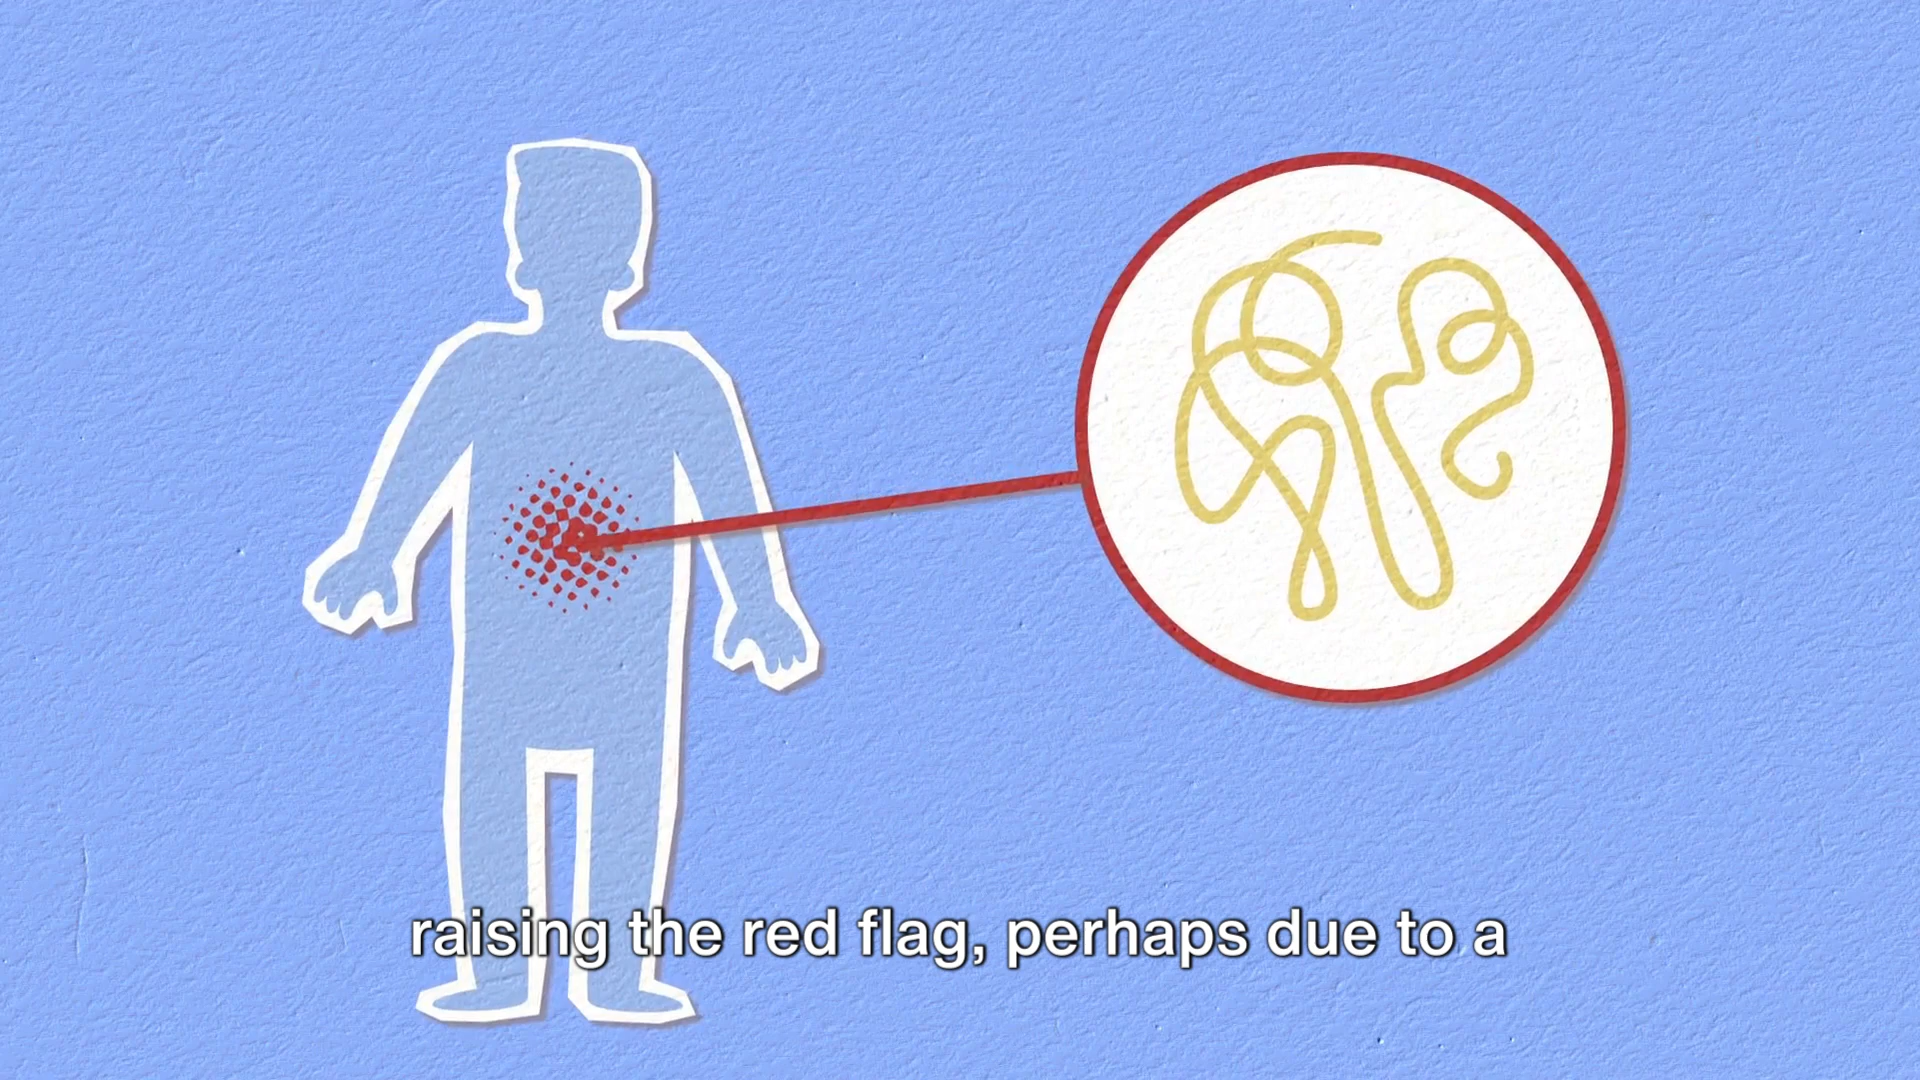 raising the red flag, perhaps due to a